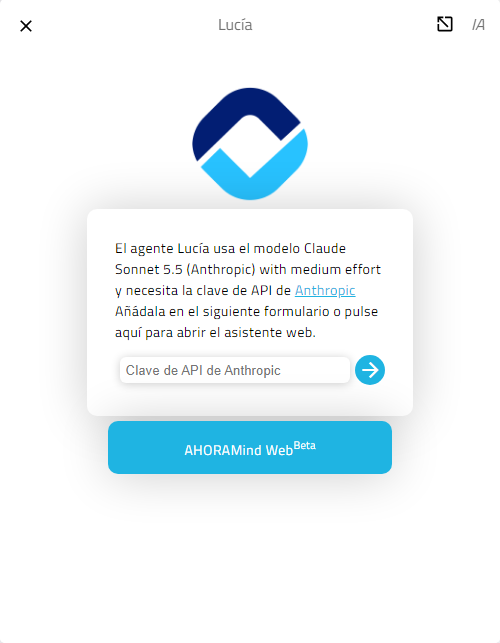 Lucía
IA
El agente Lucía usa el modelo Claude
Sonnet 5.5 (Anthropic) with medium effort
y necesita la clave de API de Anthropic
Añádala en el siguiente formulario o pulse
aquí para abrir el asistente web.
Clave de API de Anthropic
AHORAMind Web Beta